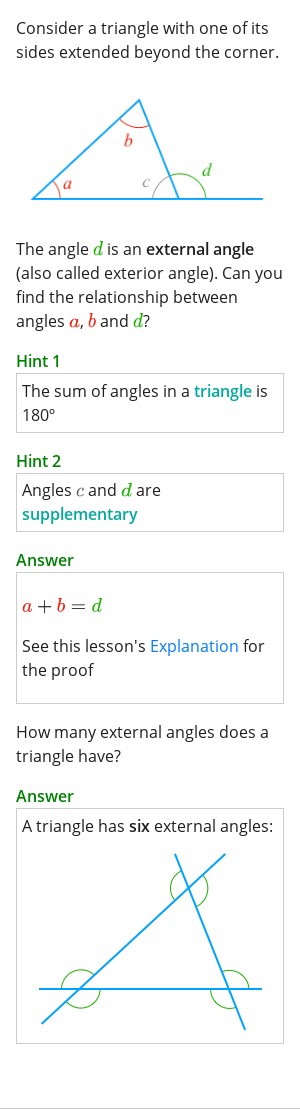 Consider a triangle with one of its
sides extended beyond the corner.
b
d
a
c
The angle d is an external angle
(also called exterior angle). Can you
find the relationship between
angles a, b and d?
Hint 1
The sum of angles in a triangle is
180º
Hint 2
Angles c and d are
supplementary
Answer
a + b = d
See this lesson's Explanation for
the proof
How many external angles does a
triangle have?
Answer
A triangle has six external angles: